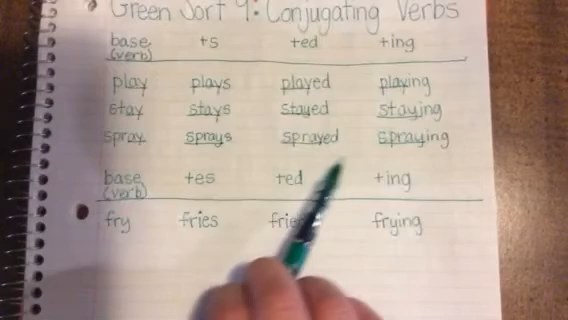 Green Sort 9: Conjugating Verbs
base +s +ed +ing
(verb)
play plays played playing
stay stays stayed staying
spray sprays sprayed spraying
base +es +ed +ing
(verb)
fry fries frying